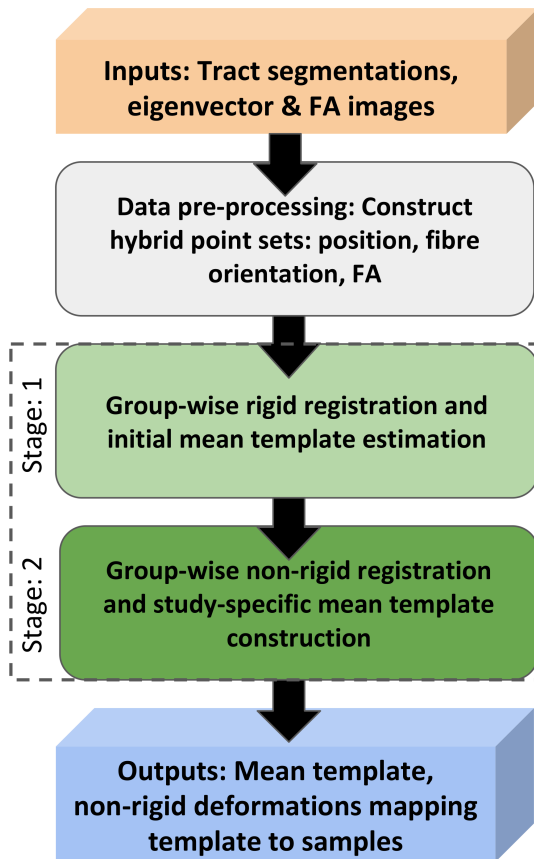 Inputs: Tract segmentations,
eigenvector & FA images
Data pre-processing: Construct
hybrid point sets: position, fibre
orientation, FA
Stage: 1
Group-wise rigid registration and
initial mean template estimation
Stage: 2
Group-wise non-rigid registration
and study-specific mean template
construction
Outputs: Mean template,
non-rigid deformations mapping
template to samples